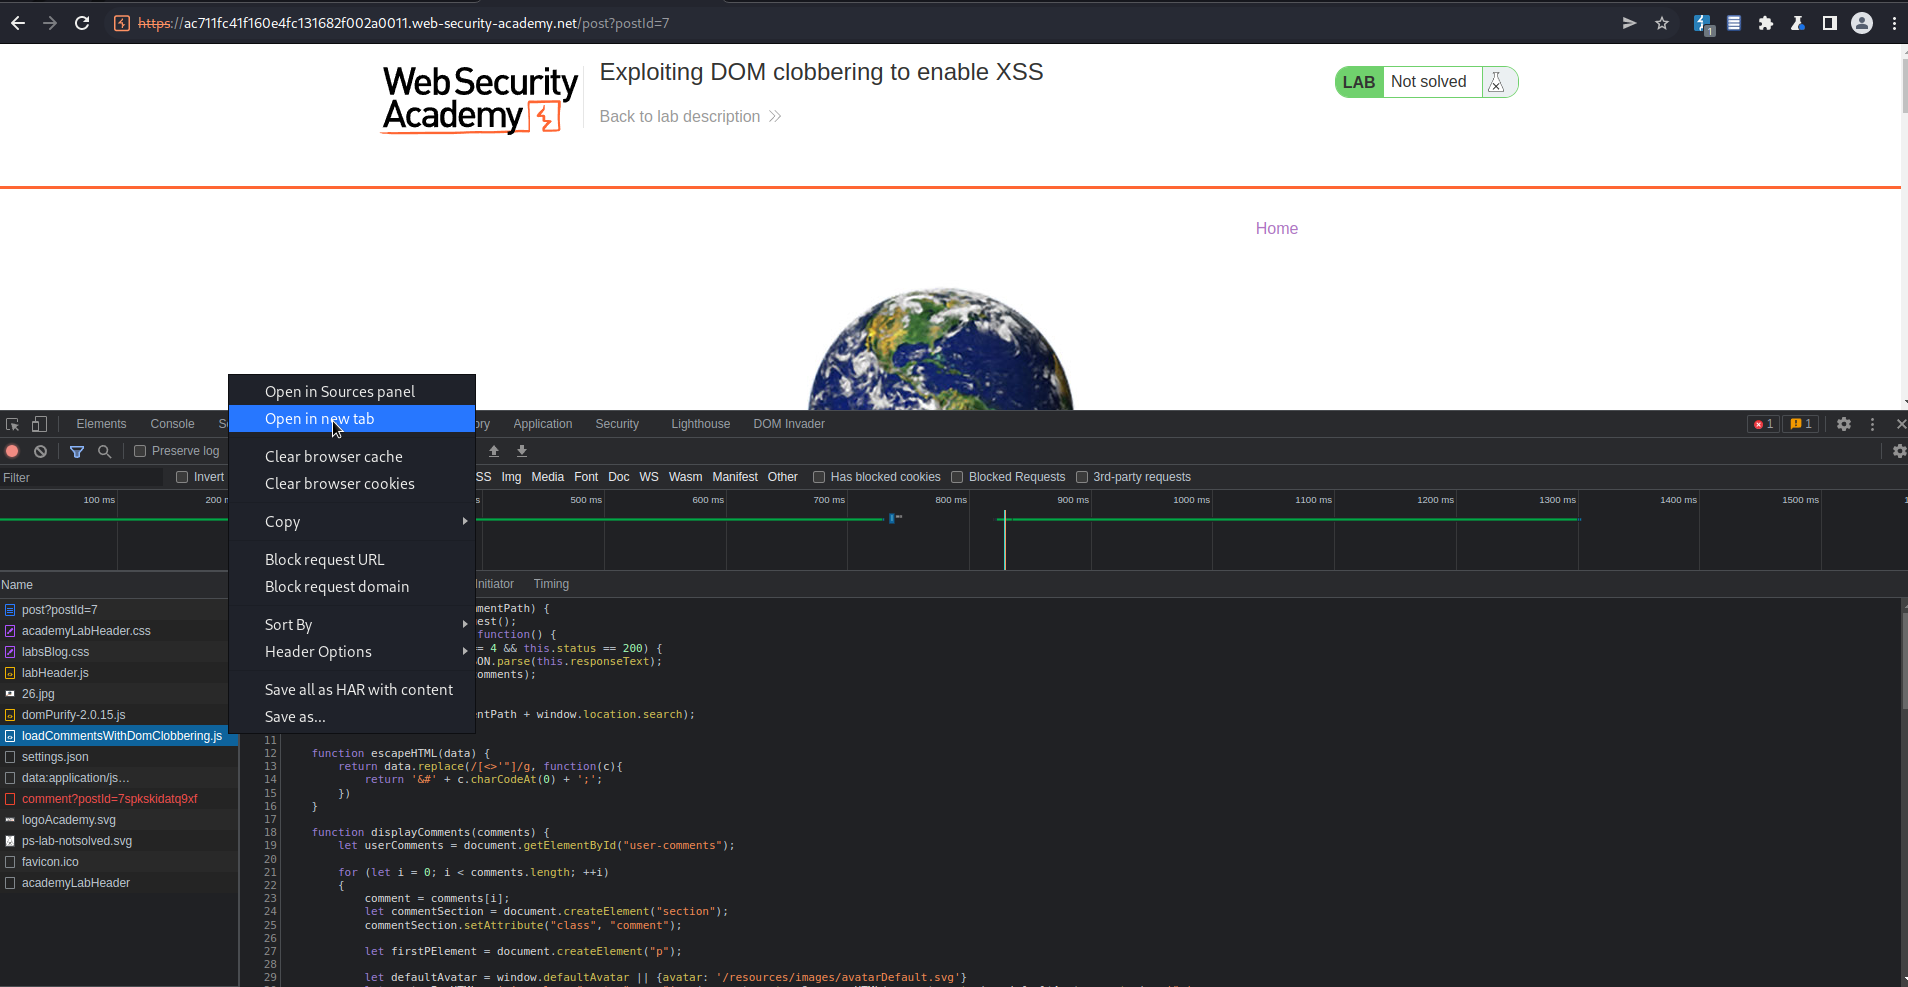 https://ac711fc41f160e4fc131682f002a0011.web-security-academy.net/post?postId=7
1
Web Security
Academy
Exploiting DOM clobbering to enable XSS
Back to lab description
LAB Not solved
Home
Open in Sources panel
Open in new tab
Clear browser cache
Clear browser cookies
Copy
Block request URL
Block request domain
Sort By
Header Options
Save all as HAR with content
Save as...
Elements Console S ory Application Security Lighthouse DOM Invader 1 1
Preserve log
Filter Invert SS Img Media Font Doc WS Wasm Manifest Other Has blocked cookies Blocked Requests 3rd-party requests
100 ms 200 m s 500 ms 600 ms 700 ms 800 ms 900 ms 1000 ms 1100 ms 1200 ms 1300 ms 1400 ms 1500 ms 1
Name
post?postId=7
academyLabHeader.css
labsBlog.css
labHeader.js
26.jpg
domPurify-2.0.15.js
loadCommentsWithDomClobbering.js
settings.json
data:application/js…
comment?postId=7spkskidatq9xf
logoAcademy.svg
ps-lab-notsolved.svg
favicon.ico
academyLabHeader
Initiator Timing
mentPath) {
est();
function() {
= 4 && this.status == 200) {
SON.parse(this.responseText);
omments);
ntPath + window.location.search);
11
12 function escapeHTML(data) {
13 return data.replace(/[<>'"]/g, function(c){
14 return '&#' + c.charCodeAt(0) + ';';
15 })
16 }
17
18 function displayComments(comments) {
19 let userComments = document.getElementById("user-comments");
20
21 for (let i = 0; i < comments.length; ++i)
22 {
23 comment = comments[i];
24 let commentSection = document.createElement("section");
25 commentSection.setAttribute("class", "comment");
26
27 let firstPElement = document.createElement("p");
28
29 let defaultAvatar = window.defaultAvatar || {avatar: '/resources/images/avatarDefault.svg'}